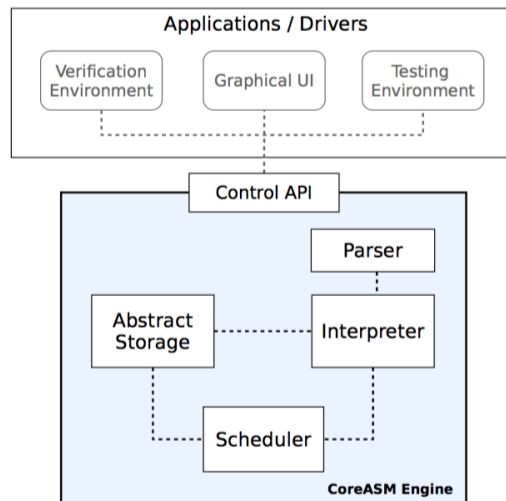 Applications / Drivers
Verification
Environment
Graphical UI
Testing
Environment
Control API
Parser
Abstract
Storage
Interpreter
Scheduler
CoreASM Engine